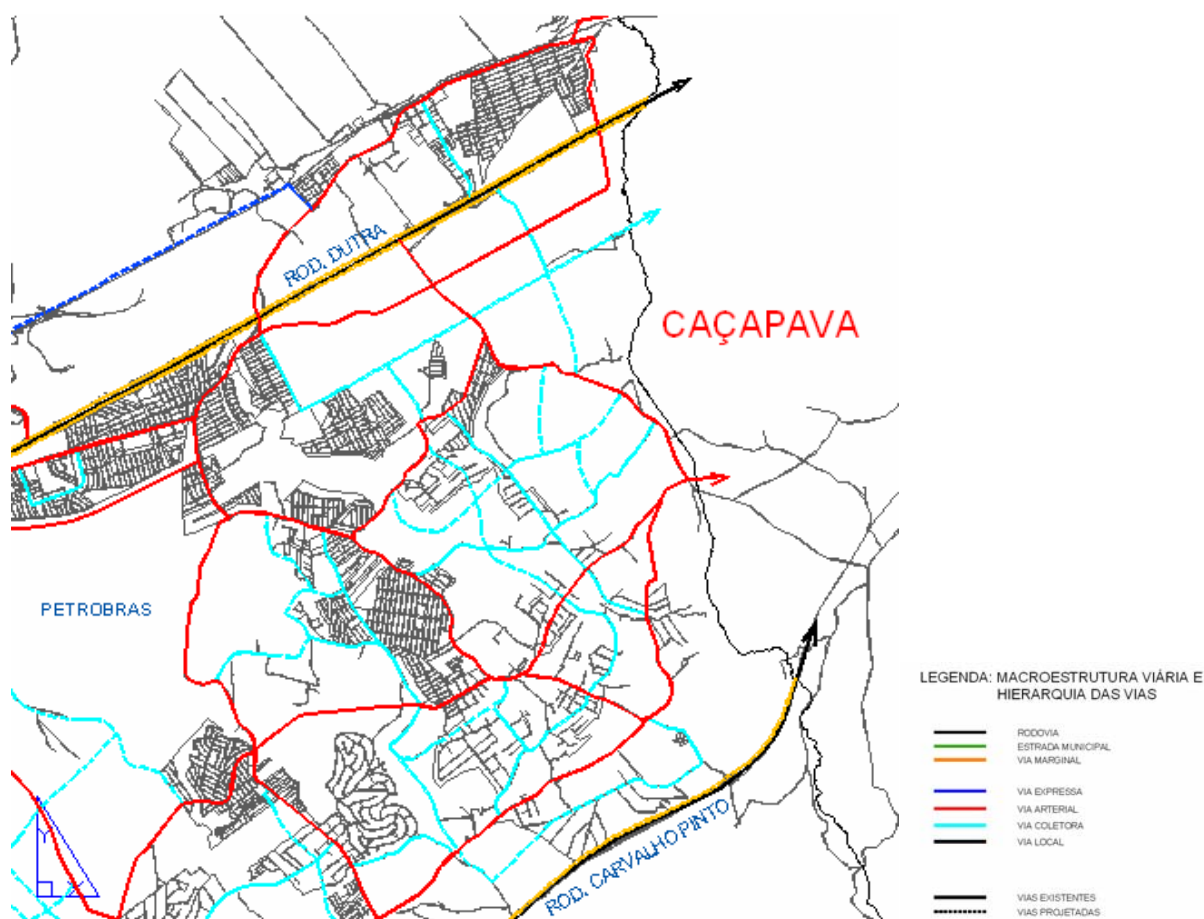 ROD. DUTRA
CAÇAPAVA
PETROBRAS
ROD. CARVALHO PINTO
LEGENDA: MACROESTRUTURA VIÁRIA E
HIERARQUIA DAS VIAS
RODOVIA
ESTRADA MUNICIPAL
VIA MARGINAL
VIA EXPRESSA
VIA ARTERIAL
VIA COLETORA
VIA LOCAL
VIAS EXISTENTES
VIAS PROJETADAS